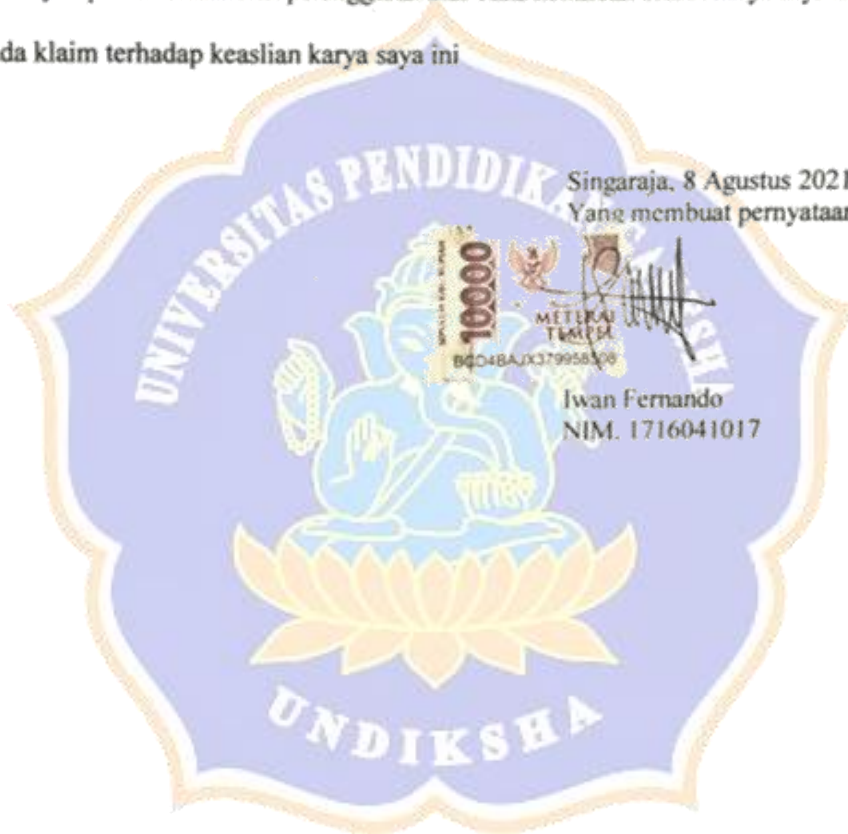 da klaim terhadap keaslian karya saya ini
Singaraja, 8 Agustus 2021
Yang membuat pernyataan
10000
METERAI
TEMPEL
Iwan Fernando
NIM. 1716041017
UNIVERSITAS PENDIDIKAN GANESHA
UNDIKSHA